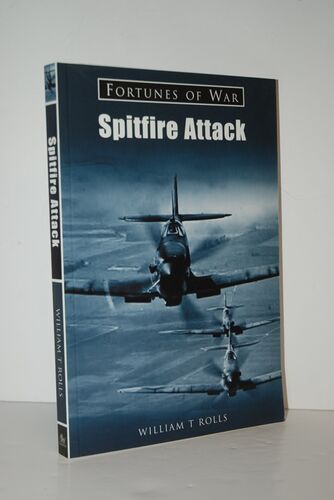 FORTUNES OF WAR
Spitfire Attack
WILLIAM T ROLLS
Spitfire Attack
WILLIAM T ROLLS